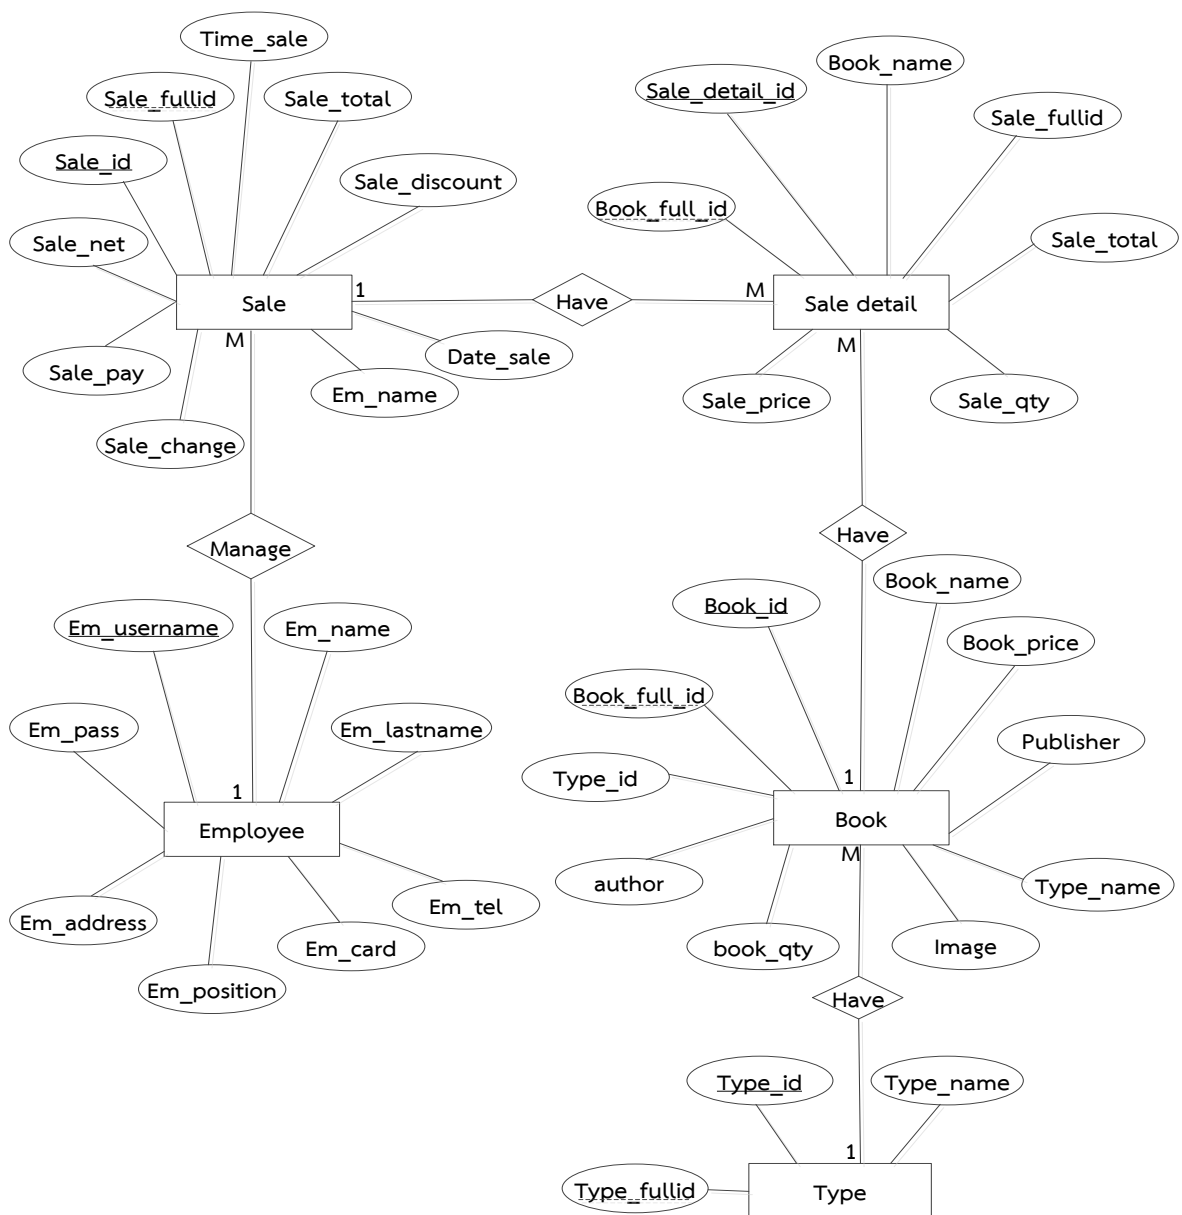 Time_sale
Book_name
Sale_fullid
Sale_total
Sale_detail_id
Sale_fullid
Sale_id
Sale_discount
Book_full_id
Sale_net
Sale_total
Sale
1
Have
M
Sale detail
M
M
Date_sale
Sale_pay
Em_name
Sale_price
Sale_qty
Sale_change
Manage
Have
Book_name
Em_username
Em_name
Book_id
Book_price
Book_full_id
Em_pass
Em_lastname
Publisher
Type_id
1
1
Employee
Book
M
author
Type_name
Em_address
Em_tel
Em_card
book_qty
Image
Em_position
Have
Type_id
Type_name
1
Type_fullid
Type